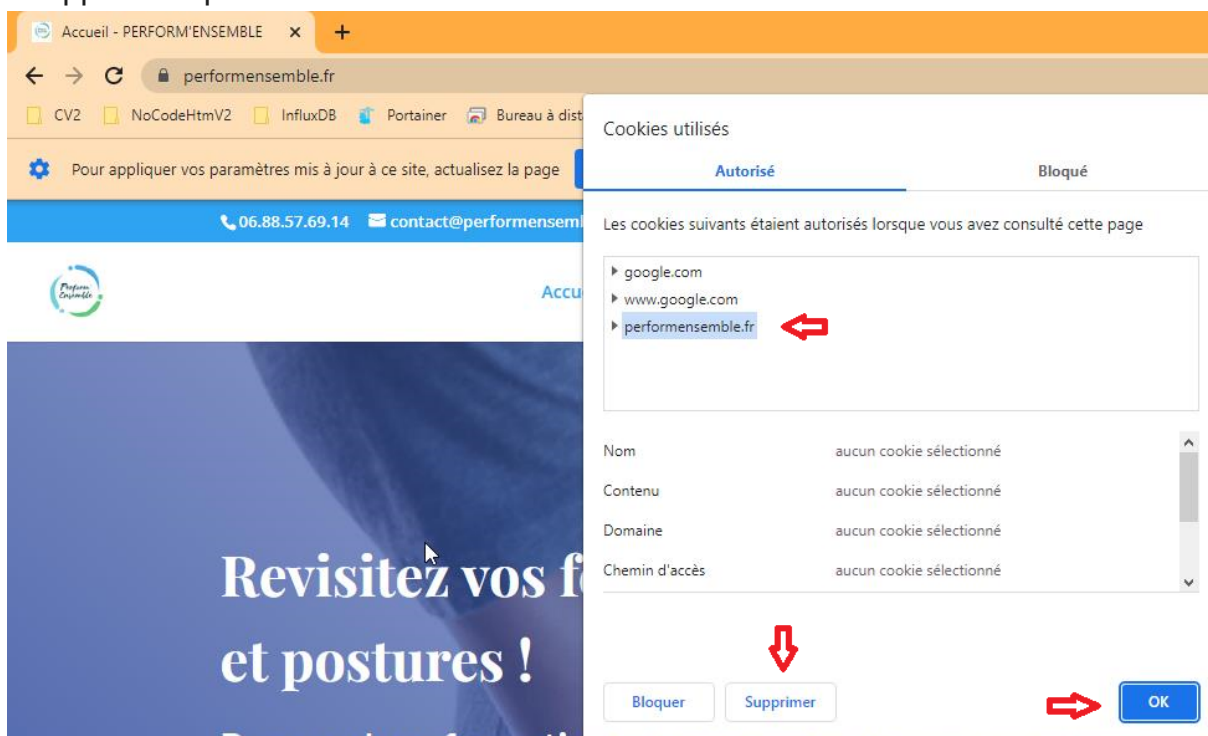 Accueil - PERFORM'ENSEMBLE
performensemble.fr
CV2 NoCodeHtmV2 InfluxDB Portainer Bureau à dist
Pour appliquer vos paramètres mis à jour à ce site, actualisez la page
06.88.57.69.14 contact@performensem
Perform
Ensemble
Accu
Revisitez vos f
et postures !
Cookies utilisés
Autorisé Bloqué
Les cookies suivants étaient autorisés lorsque vous avez consulté cette page
google.com
www.google.com
performensemble.fr
Nom aucun cookie sélectionné
Contenu aucun cookie sélectionné
Domaine aucun cookie sélectionné
Chemin d'accès aucun cookie sélectionné
Bloquer Supprimer OK